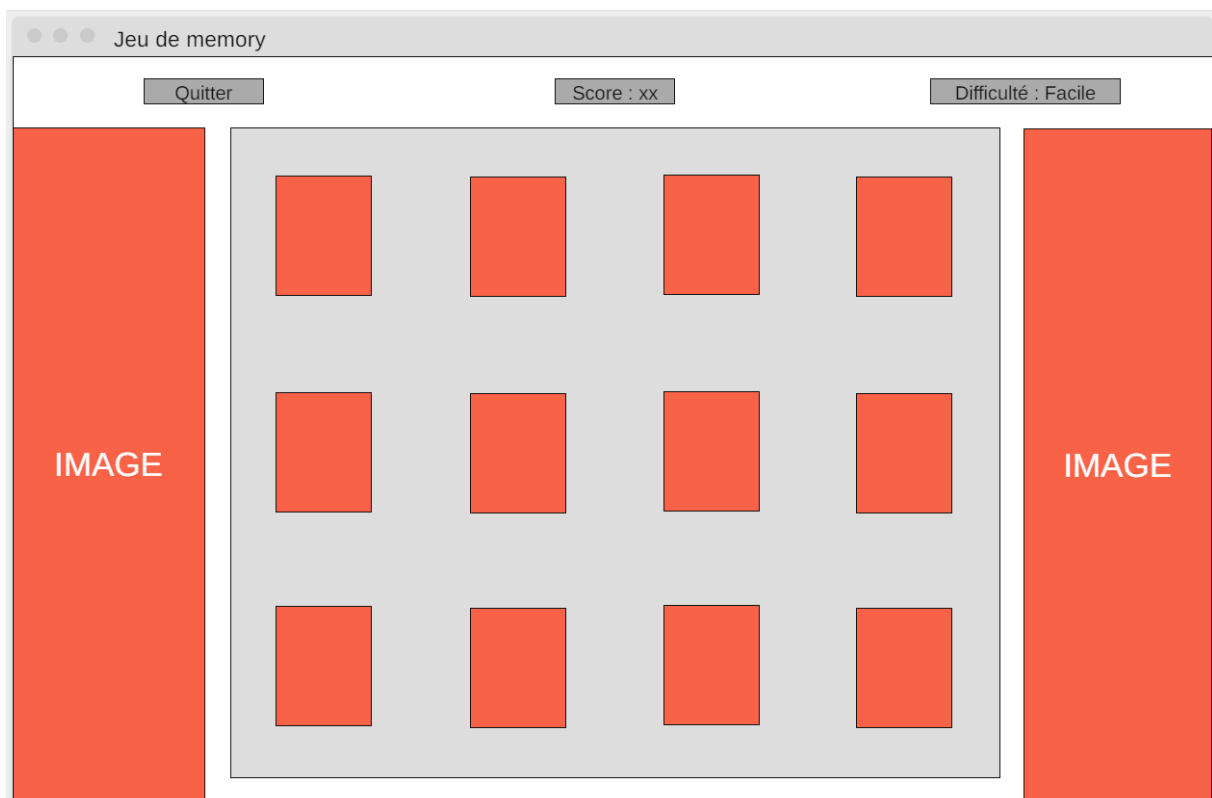 Jeu de memory
Quitter
Score : xx
Difficulté : Facile
IMAGE
IMAGE